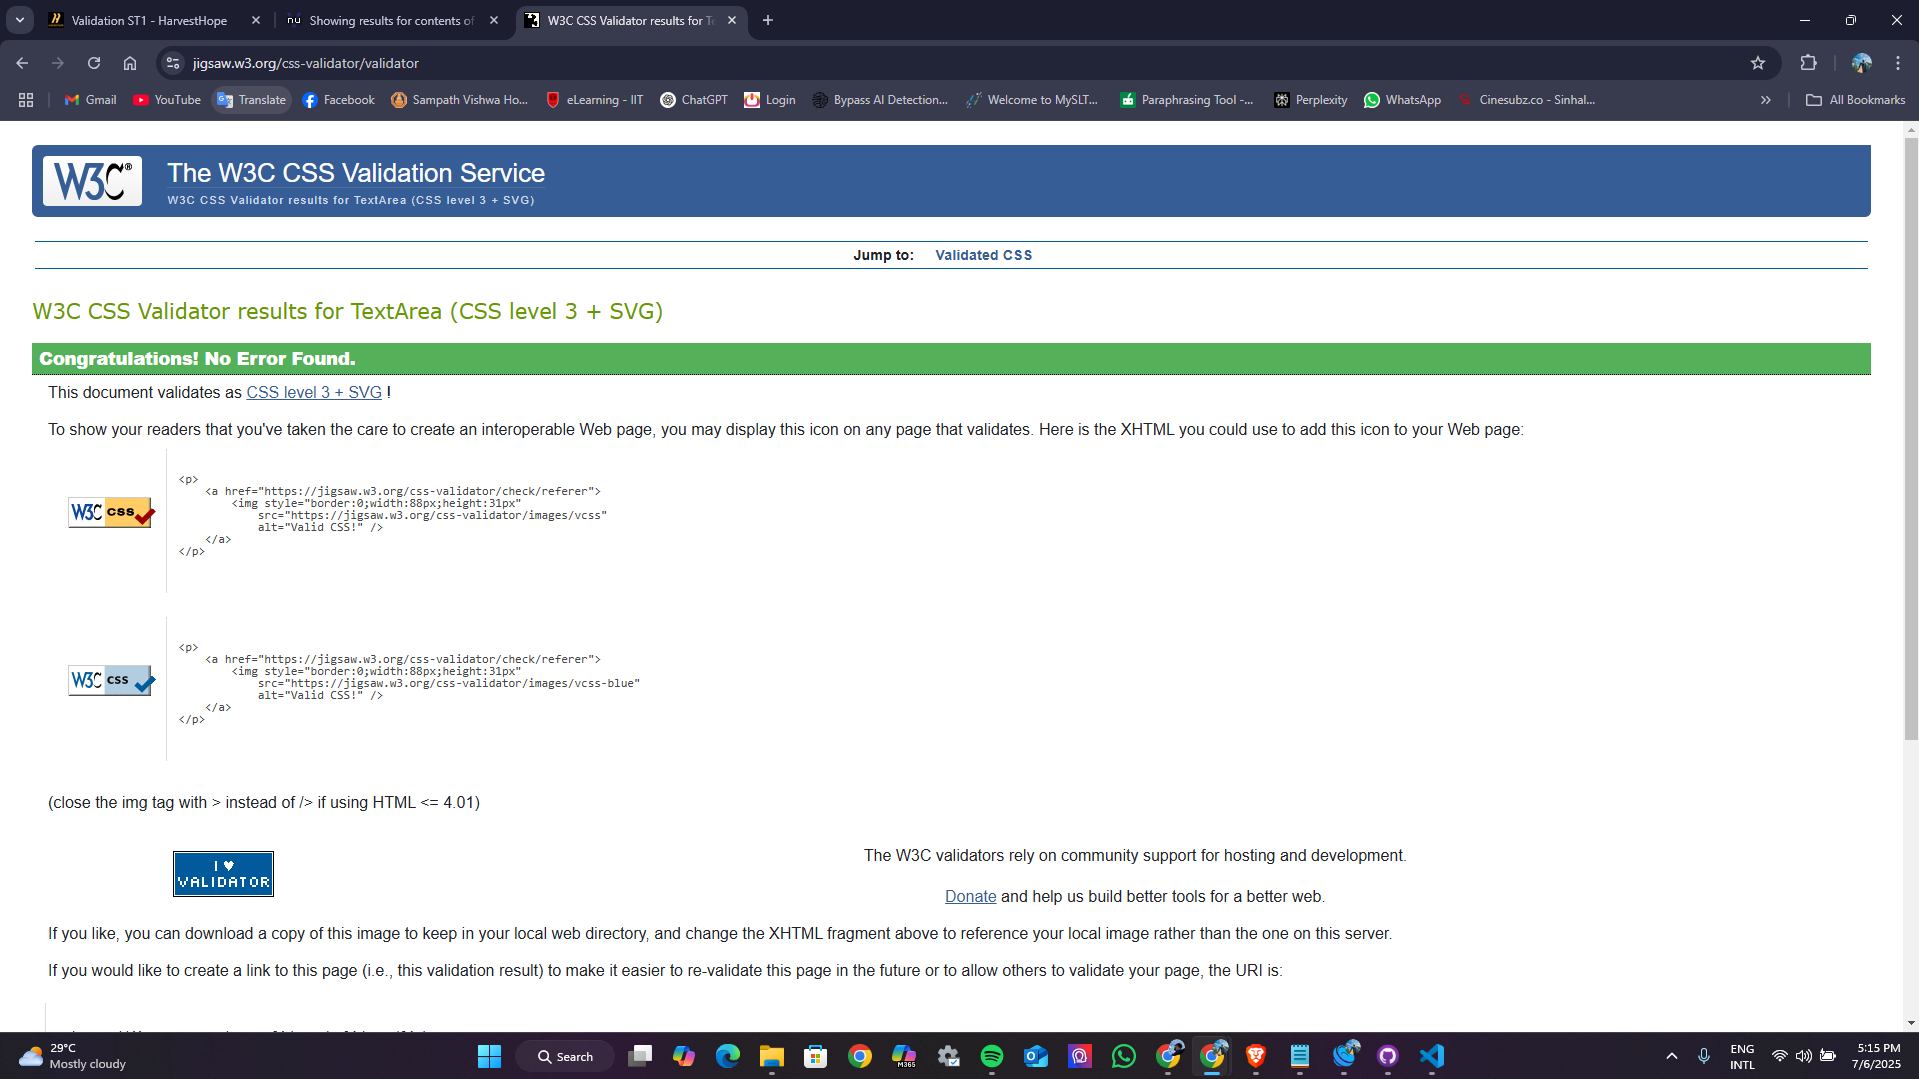 Validation ST1 - HarvestHope
Showing results for contents of
W3C CSS Validator results for T
jigsaw.w3.org/css-validator/validator
Gmail
YouTube
Translate
Facebook
Sampath Vishwa Ho...
eLearning - IIT
ChatGPT
Login
Bypass AI Detection...
Welcome to MySLT...
Paraphrasing Tool -...
Perplexity
WhatsApp
Cinesubz.co - Sinhal...
All Bookmarks
W3C®
The W3C CSS Validation Service
W3C CSS Validator results for TextArea (CSS level 3 + SVG)
Jump to: Validated CSS
W3C CSS Validator results for TextArea (CSS level 3 + SVG)
Congratulations! No Error Found.
This document validates as CSS level 3 + SVG !
To show your readers that you've taken the care to create an interoperable Web page, you may display this icon on any page that validates. Here is the XHTML you could use to add this icon to your Web page:
W3C css
<p>
<a href="https://jigsaw.w3.org/css-validator/check/referer">
<img style="border:0;width:88px;height:31px"
src="https://jigsaw.w3.org/css-validator/images/vcss"
alt="Valid CSS!" />
</a>
</p>
W3C css
<p>
<a href="https://jigsaw.w3.org/css-validator/check/referer">
<img style="border:0;width:88px;height:31px"
src="https://jigsaw.w3.org/css-validator/images/vcss-blue"
alt="Valid CSS!" />
</a>
</p>
(close the img tag with > instead of /> if using HTML <= 4.01)
I ♥
VALIDATOR
The W3C validators rely on community support for hosting and development.
Donate and help us build better tools for a better web.
If you like, you can download a copy of this image to keep in your local web directory, and change the XHTML fragment above to reference your local image rather than the one on this server.
If you would like to create a link to this page (i.e., this validation result) to make it easier to re-validate this page in the future or to allow others to validate your page, the URI is:
29°C
Mostly cloudy
Search
M365
ENG
INTL
5:15 PM
7/6/2025